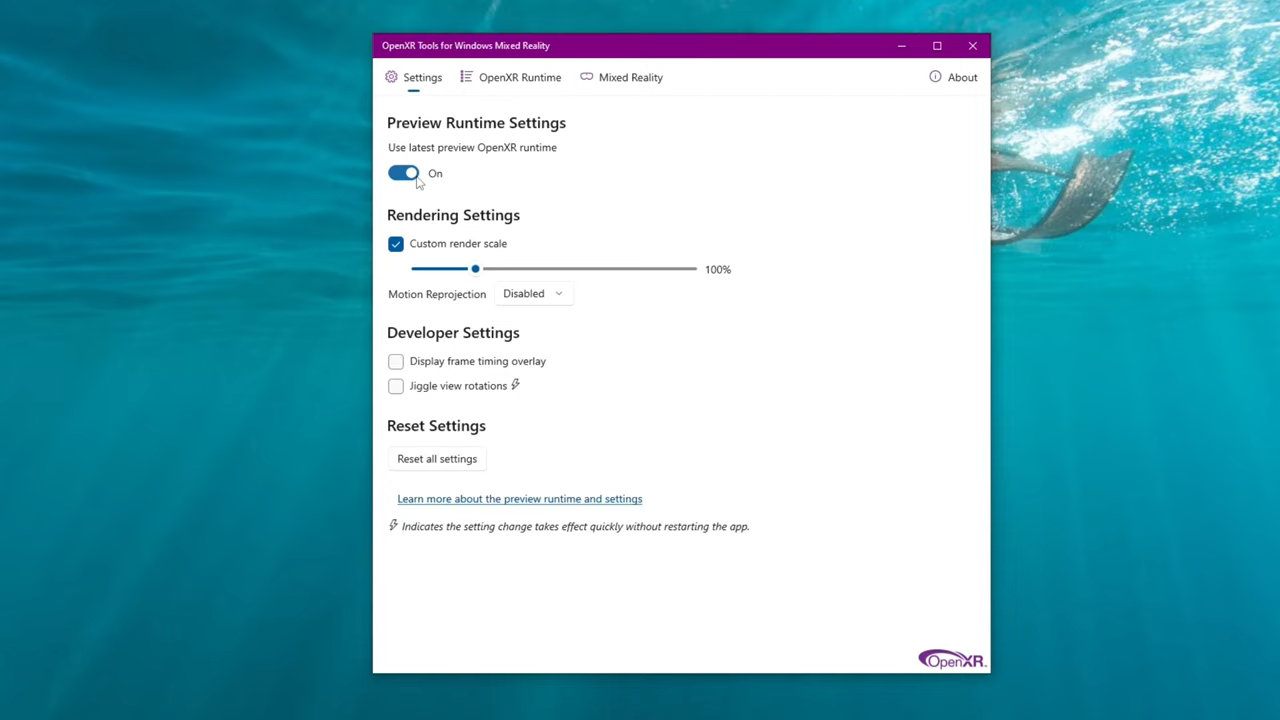 OpenXR Tools for Windows Mixed Reality
Settings OpenXR Runtime Mixed Reality About
Preview Runtime Settings
Use latest preview OpenXR runtime
On
Rendering Settings
Custom render scale
100%
Motion Reprojection Disabled
Developer Settings
Display frame timing overlay
Jiggle view rotations
Reset Settings
Reset all settings
Learn more about the preview runtime and settings
Indicates the setting change takes effect quickly without restarting the app.
OpenXR